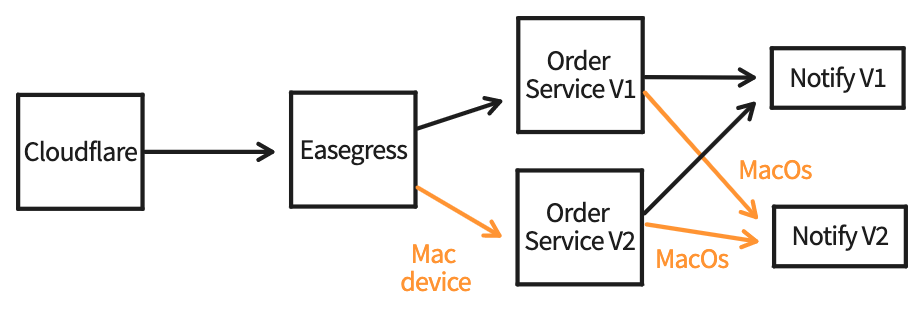 Cloudflare
Easegress
Order
Service V1
Notify V1
MacOs
Order
Service V2
Notify V2
MacOs
Mac
device